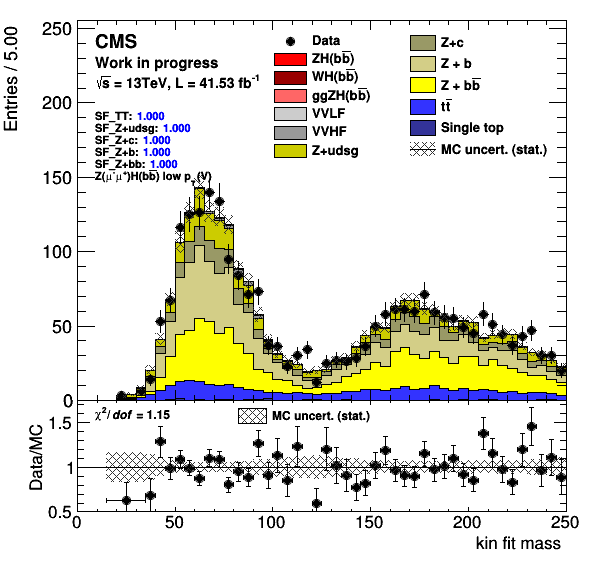 Entries / 5.00
250
200
150
100
50
0
CMS
Work in progress
√s = 13TeV, L = 41.53 fb⁻¹
SF_TT: 1.000
SF_Z+udsg: 1.000
SF_Z+c: 1.000
SF_Z+b: 1.000
SF_Z+bb: 1.000
Z(μ⁻μ⁺)H(bb̅) low p_T (V)
Data
ZH(bb̅)
WH(bb̅)
ggZH(bb̅)
VVLF
VVHF
Z+udsg
Z+c
Z + b
Z + bb̅
tt̅
Single top
MC uncert. (stat.)
Data/MC
1.5
1
0.5
χ²/dof = 1.15
MC uncert. (stat.)
0 50 100 150 200 250
kin fit mass